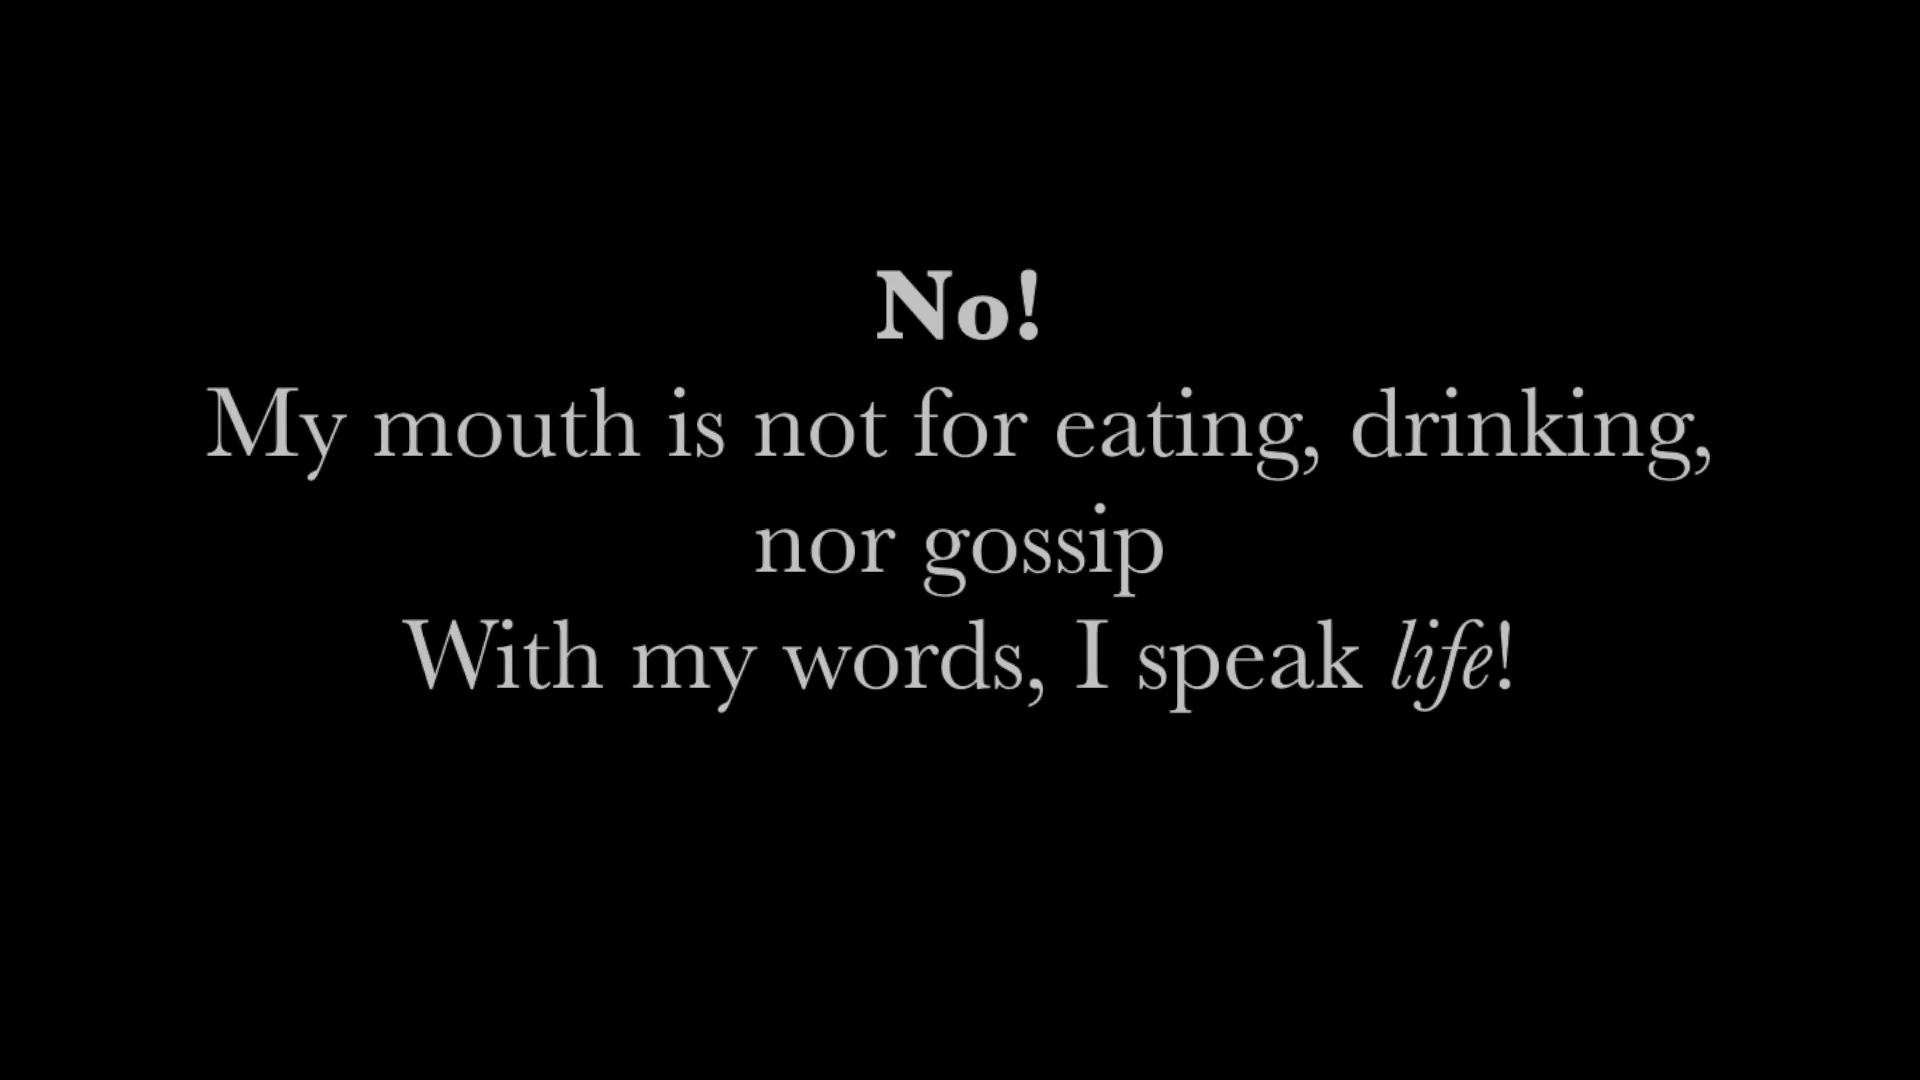 No!
My mouth is not for eating, drinking,
nor gossip
With my words, I speak life!